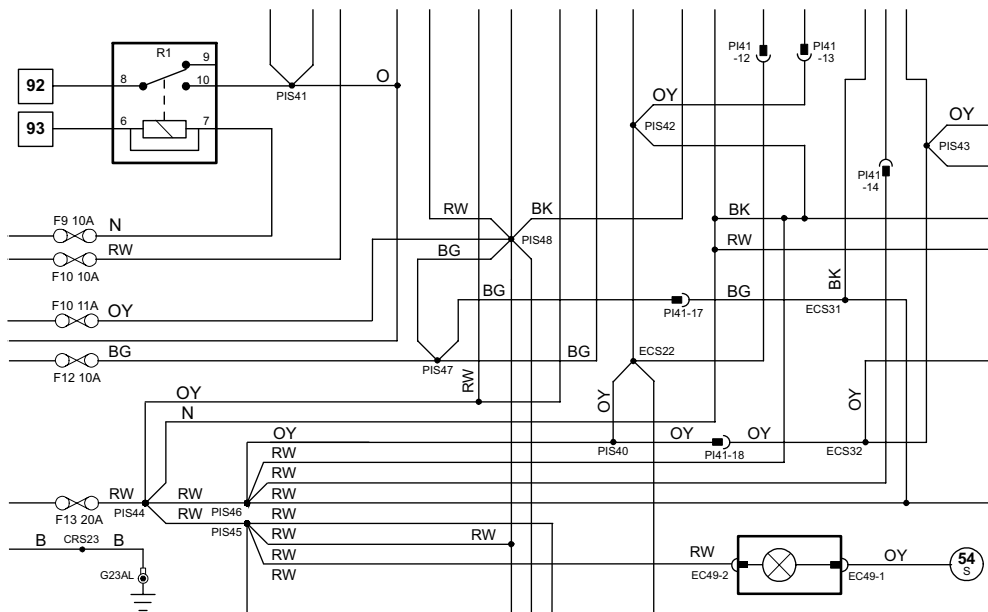 R1
9
92
8
10
O
PIS41
93
6
7
PI41
-12
PI41
-13
OY
PIS42
OY
PIS43
PI41
-14
F9 10A
N
RW
BK
BK
RW
F10 10A
PIS48
RW
BG
BG
BG
BK
F10 11A
OY
PI41-17
ECS31
BG
F12 10A
PIS47
BG
ECS22
RW
OY
OY
OY
N
OY
OY
OY
PIS40
PI41-18
ECS32
RW
RW
RW
RW
RW
F13 20A
PIS44
PIS46
RW
RW
PIS45
B
CRS23
B
RW
RW
RW
RW
RW
OY
54
S
G23AL
EC49-2
EC49-1